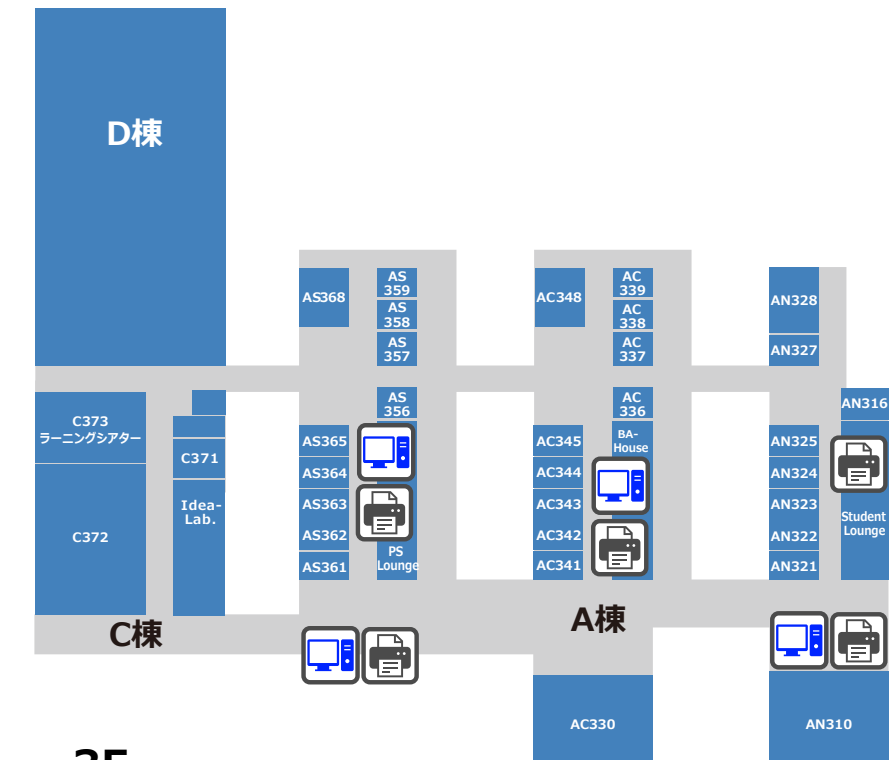 D棟
AS368
AS
359
AS
358
AS
357
AC348
AC
339
AC
338
AC
337
AN328
AN327
C373
ラーニングシアター
C372
C371
Idea-
Lab.
AS
356
AS365
AS364
AS363
AS362
AS361
PS
Lounge
AC
336
BA-
House
AC345
AC344
AC343
AC342
AC341
AN316
AN325
AN324
AN323
AN322
AN321
Student
Lounge
C棟
A棟
AC330
AN310
3F